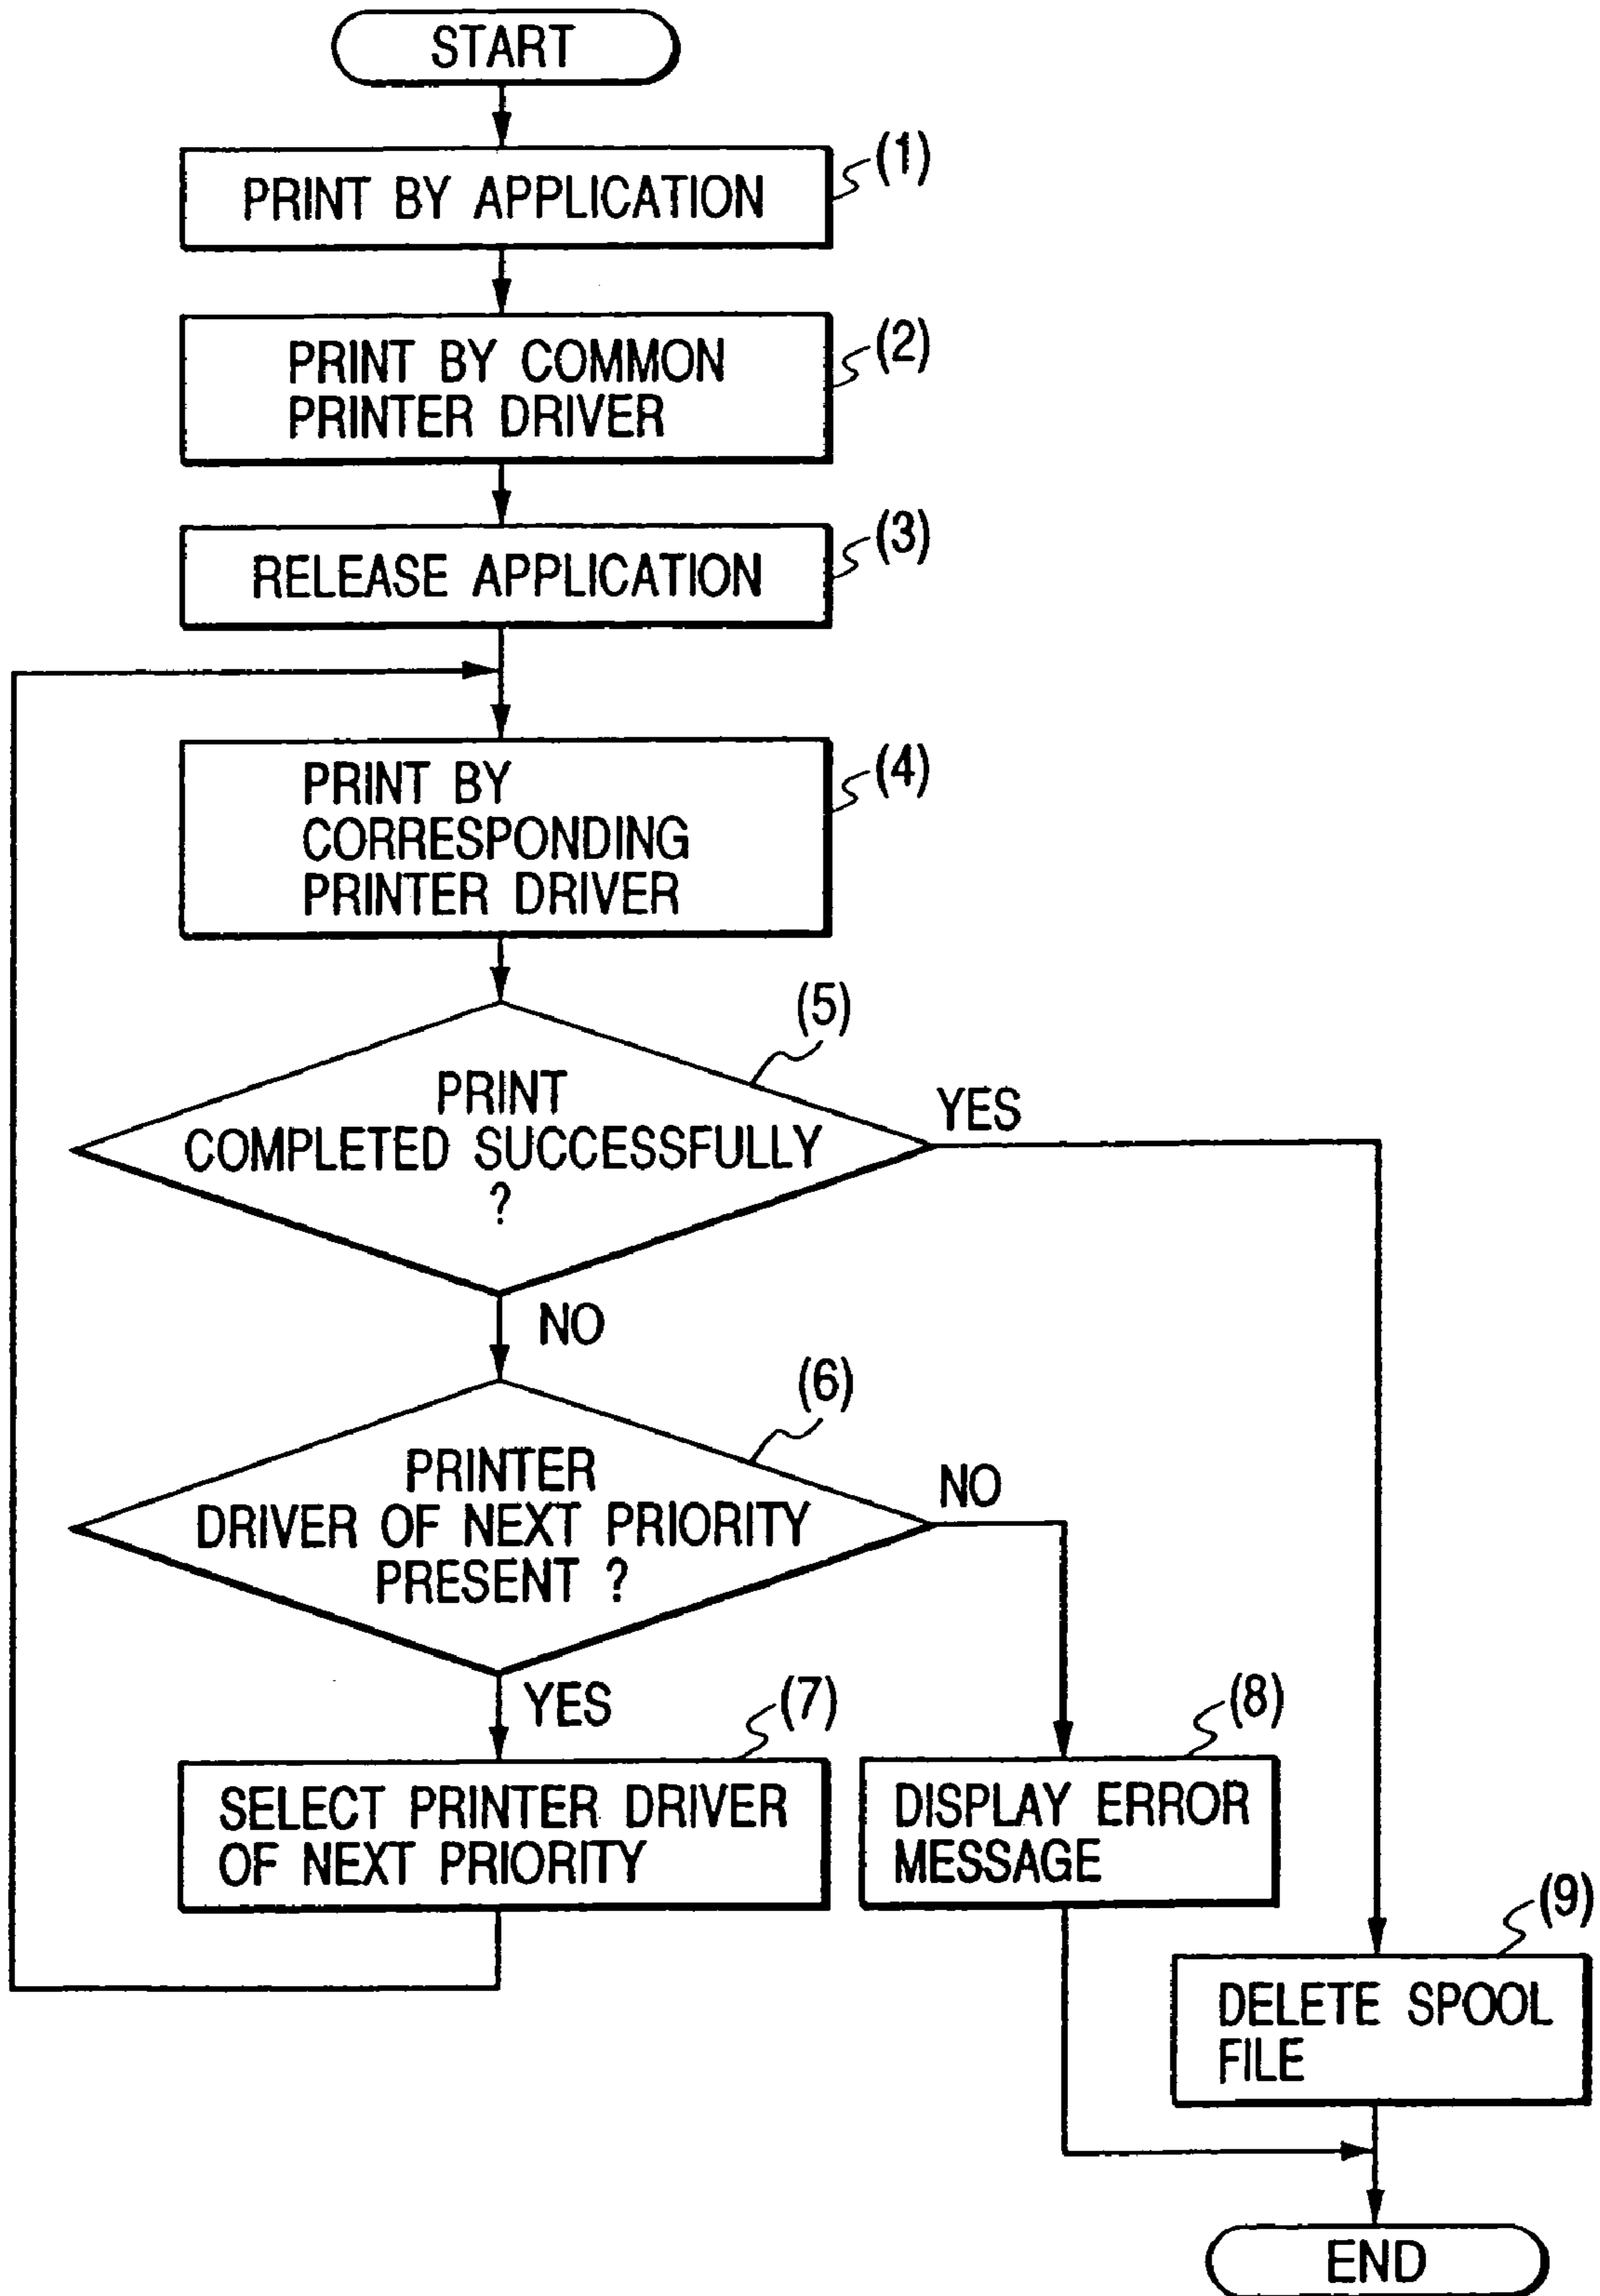 START
(1)
PRINT BY APPLICATION
(2)
PRINT BY COMMON
PRINTER DRIVER
(3)
RELEASE APPLICATION
(4)
PRINT BY
CORRESPONDING
PRINTER DRIVER
(5)
PRINT
COMPLETED SUCCESSFULLY
?
YES
NO
(6)
PRINTER
DRIVER OF NEXT PRIORITY
PRESENT ?
NO
YES
(7)
SELECT PRINTER DRIVER
OF NEXT PRIORITY
(8)
DISPLAY ERROR
MESSAGE
(9)
DELETE SPOOL
FILE
END